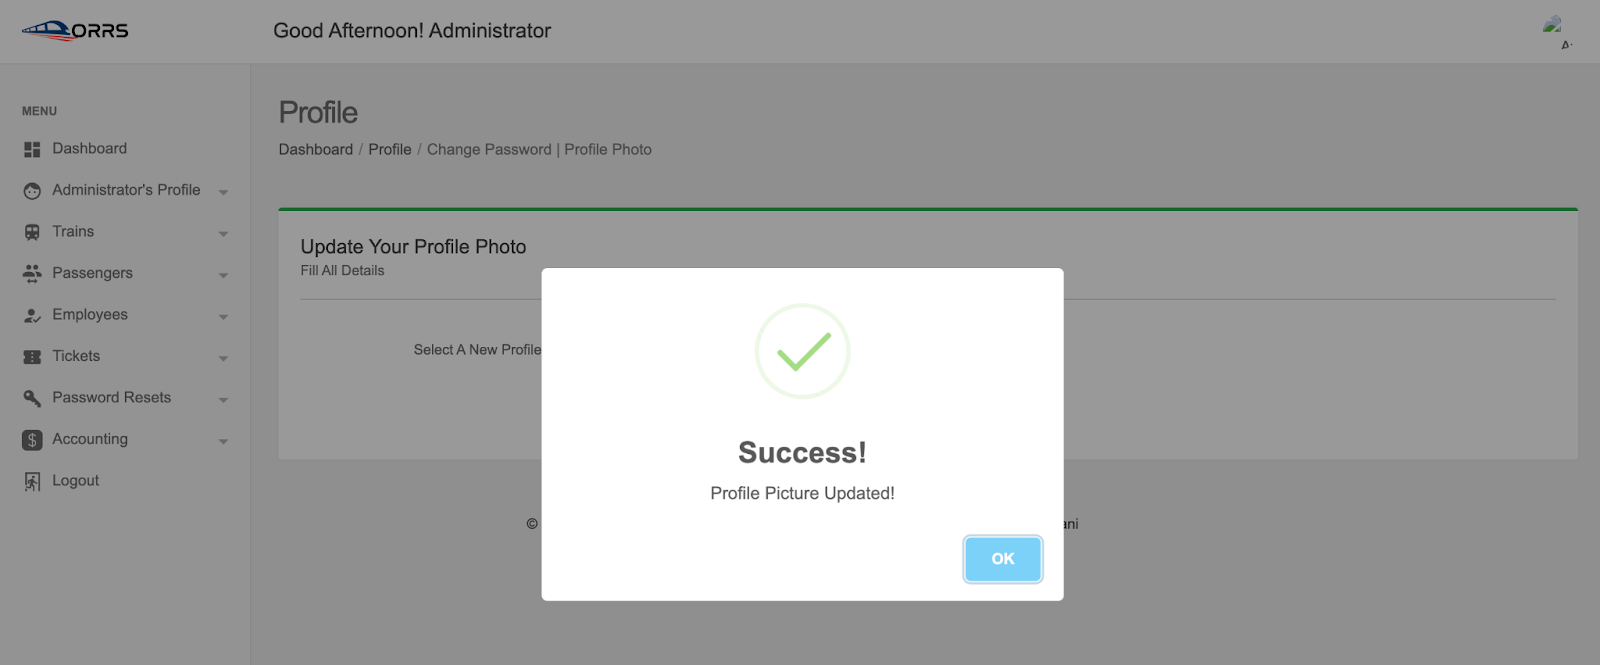 ORRS
Good Afternoon! Administrator
MENU
Dashboard
Administrator's Profile
Trains
Passengers
Employees
Tickets
Password Resets
Accounting
Logout
Profile
Dashboard / Profile / Change Password | Profile Photo
Update Your Profile Photo
Fill All Details
Select A New Profile
Success!
Profile Picture Updated!
OK
©